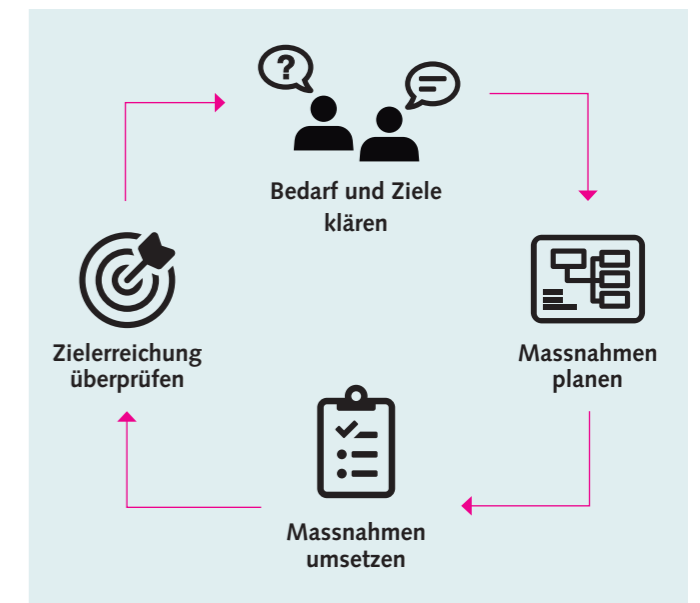 ?
Bedarf und Ziele
klären
Massnahmen
planen
Massnahmen
umsetzen
Zielerreichung
überprüfen